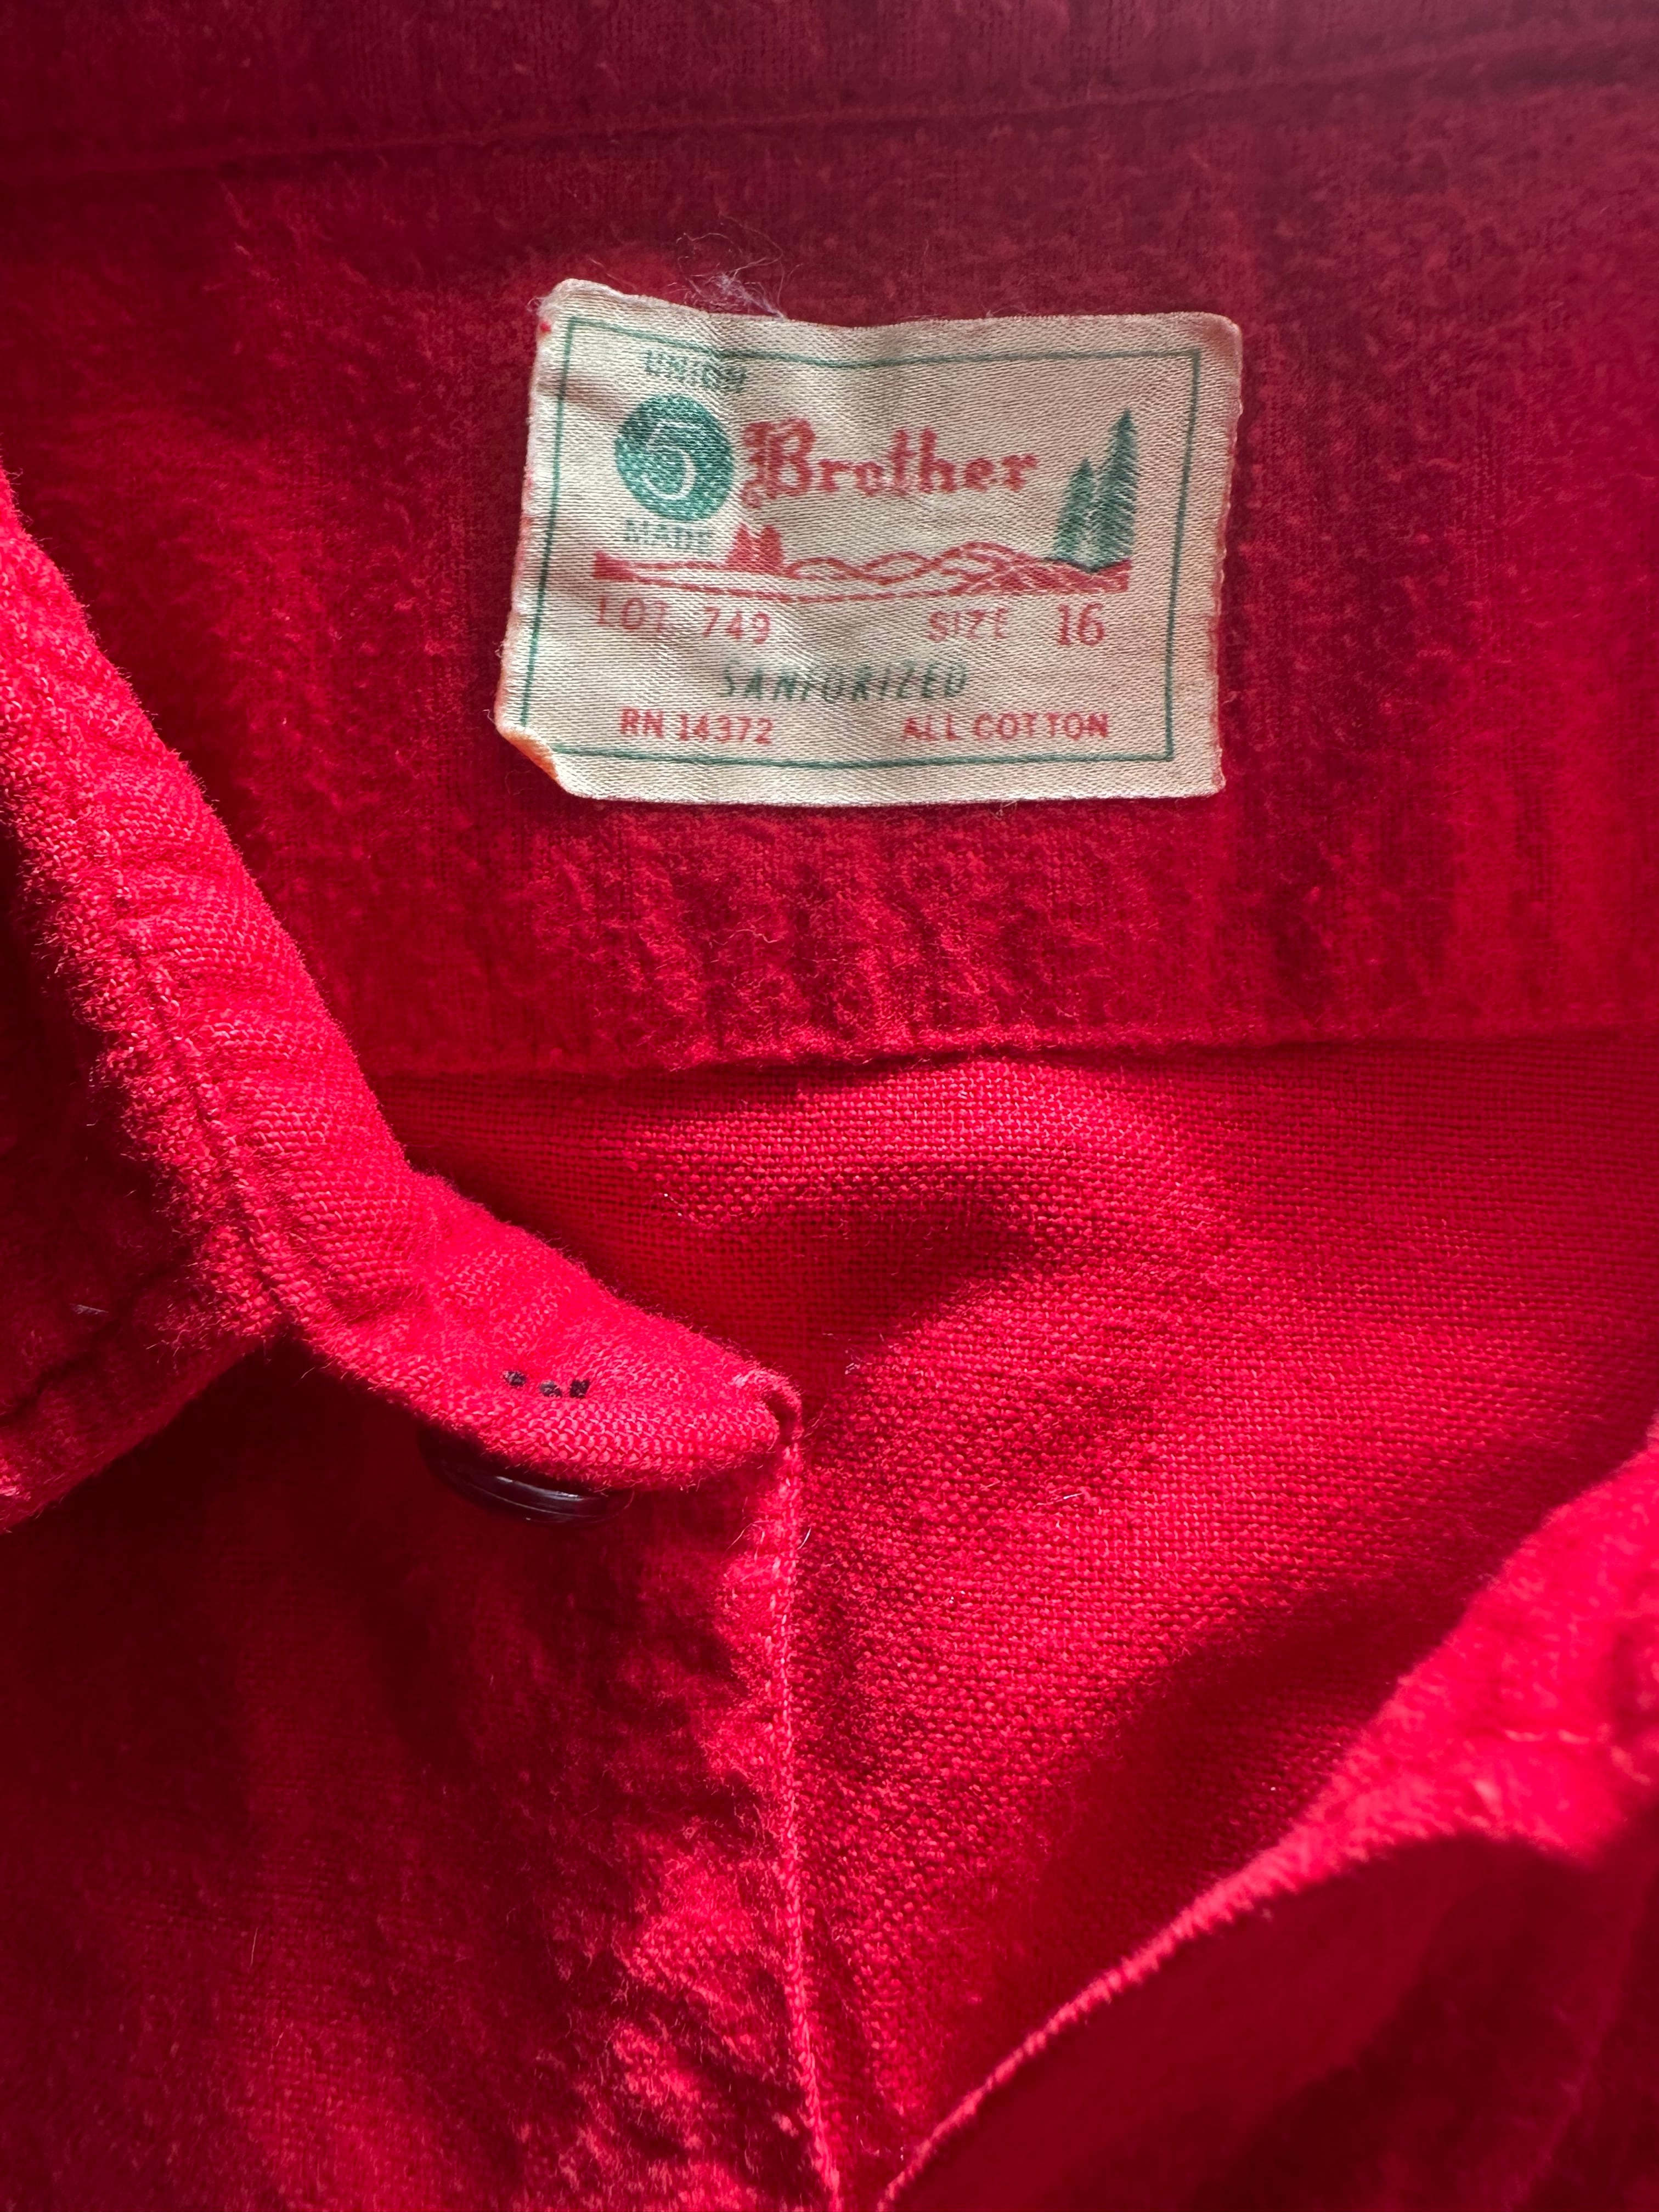 UNION
5 Brother
MADE
LOT 749 SIZE 16
SANFORIZED
RN 14372 ALL COTTON